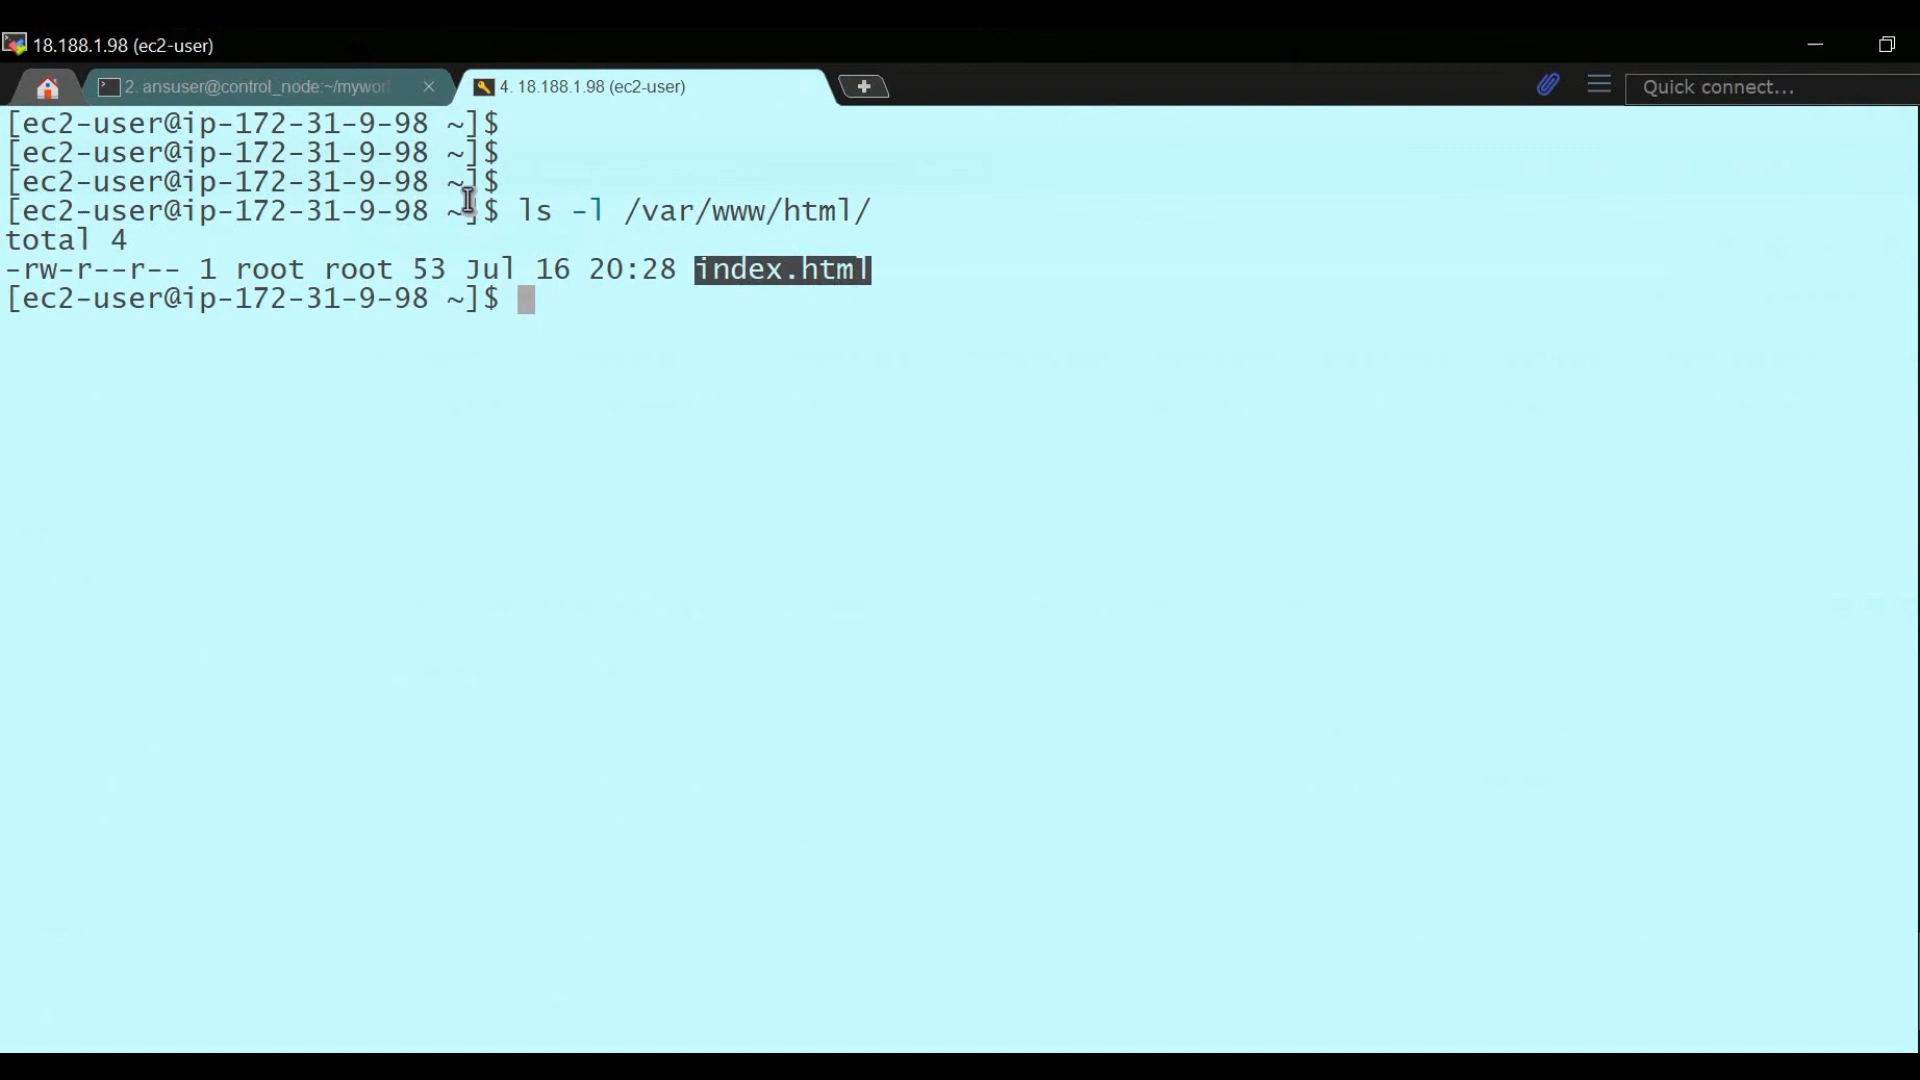 18.188.1.98 (ec2-user)
2. ansuser@control_node:~/mywor
4. 18.188.1.98 (ec2-user)
Quick connect...
[ec2-user@ip-172-31-9-98 ~]$
[ec2-user@ip-172-31-9-98 ~]$
[ec2-user@ip-172-31-9-98 ~]$
[ec2-user@ip-172-31-9-98 ~]$ ls -l /var/www/html/
total 4
-rw-r--r-- 1 root root 53 Jul 16 20:28 index.html
[ec2-user@ip-172-31-9-98 ~]$